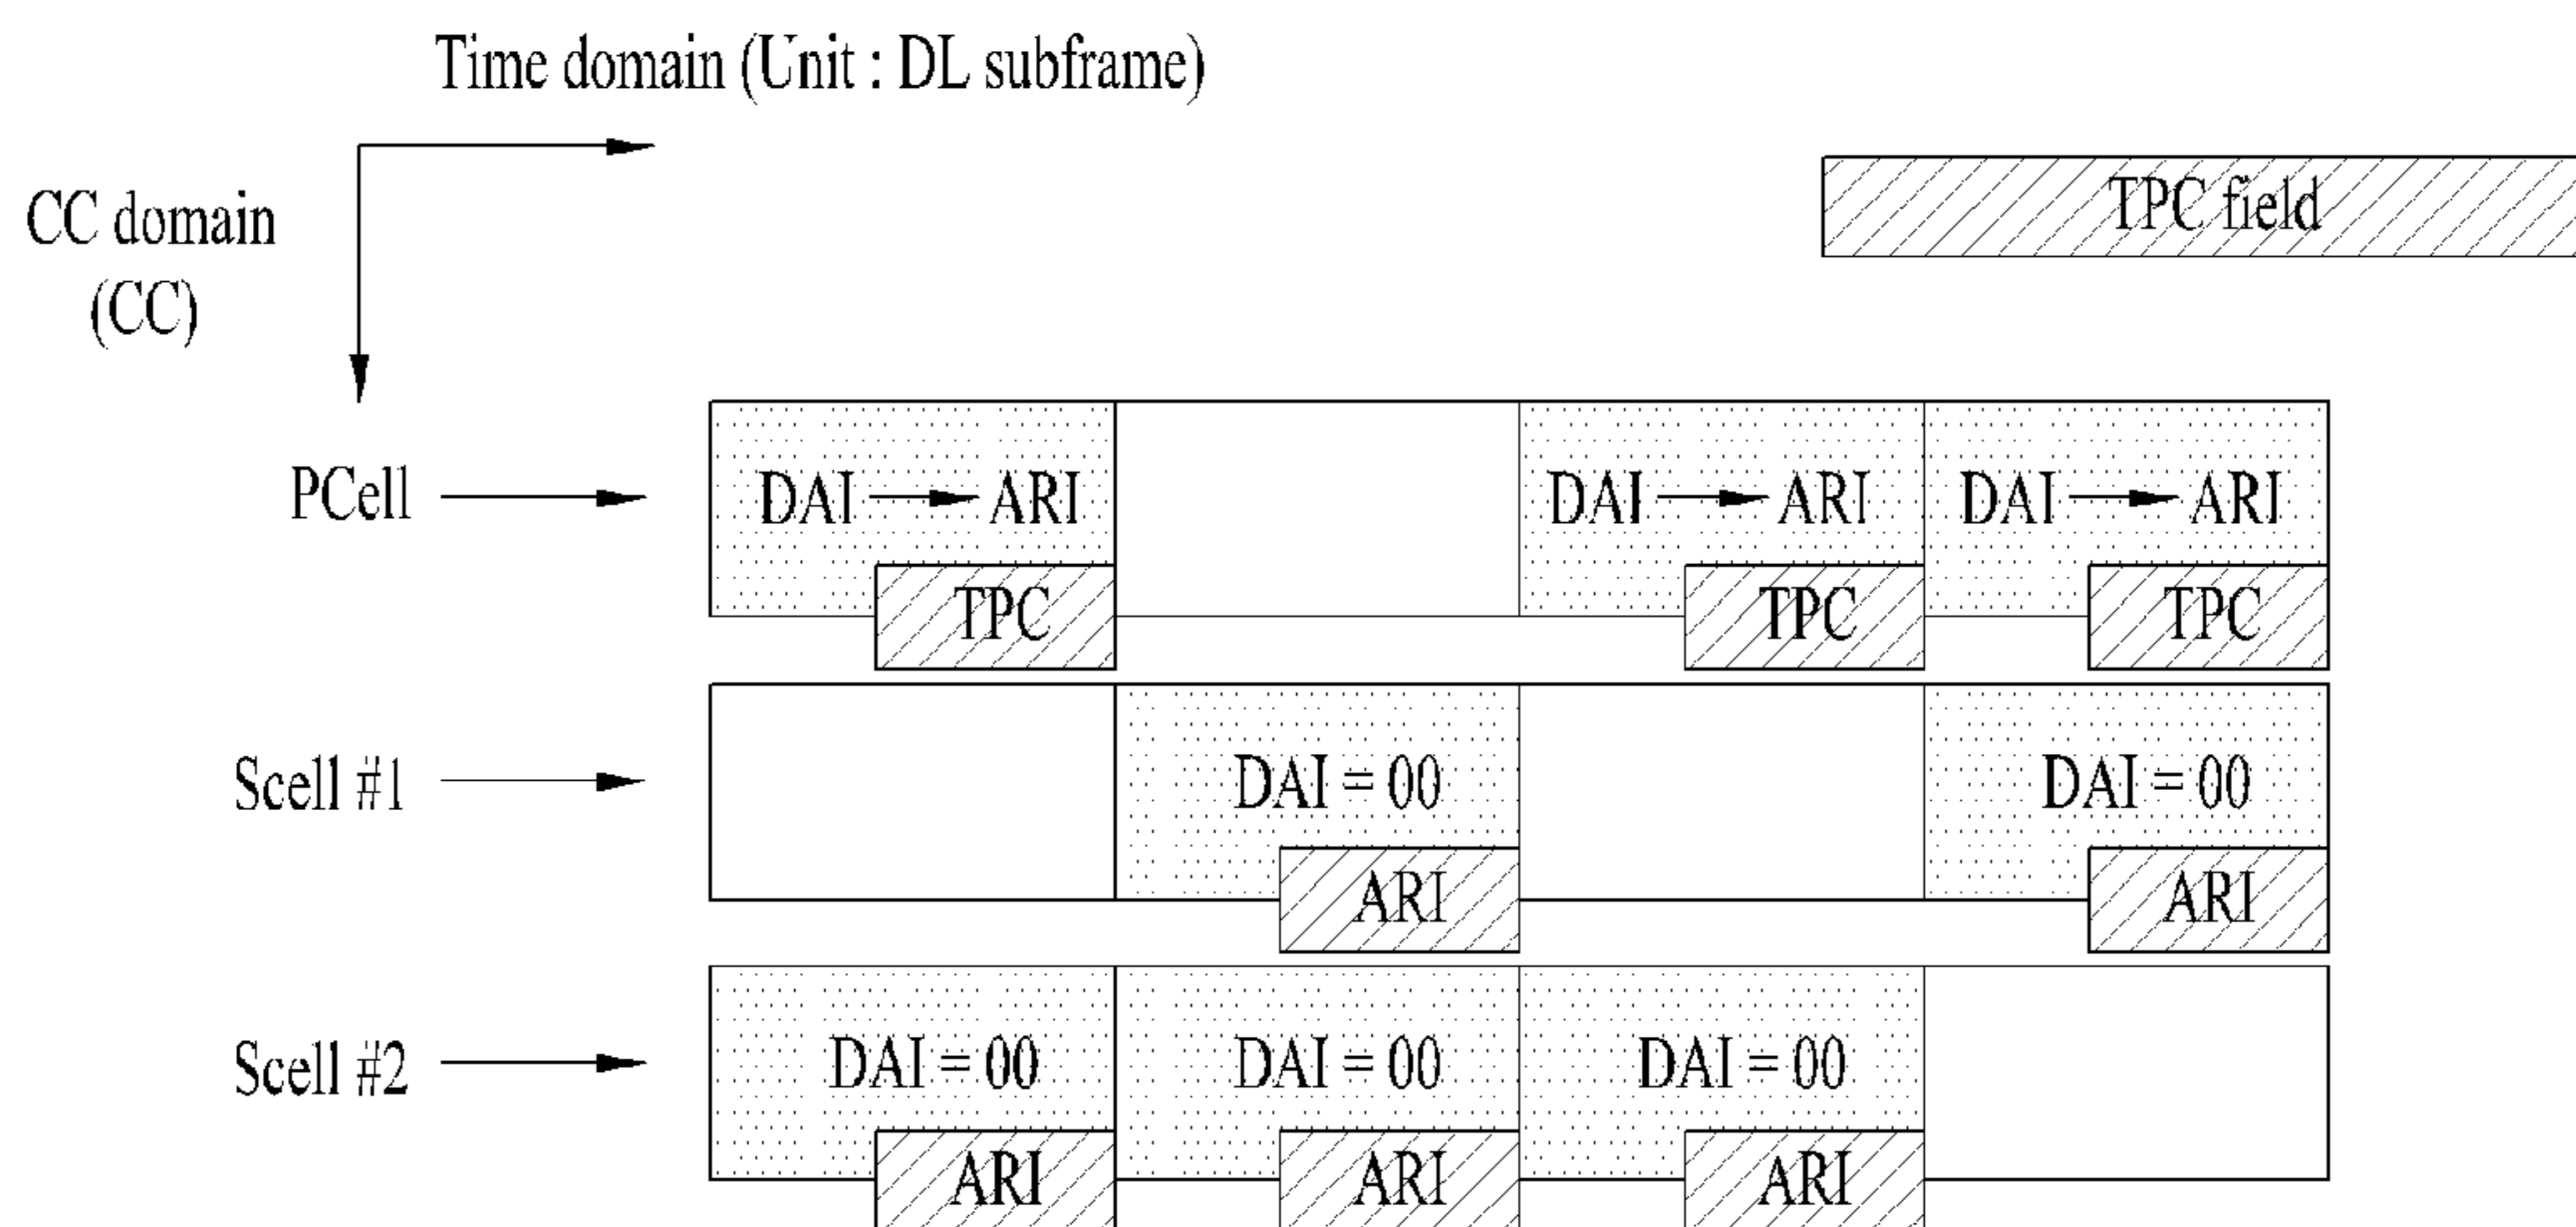 Time domain (Unit : DL subframe)
CC domain
(CC)
TPC field
PCell
DAI
ARI
DAI
ARI
DAI
ARI
TPC
TPC
TPC
Scell #1
DAI = 00
DAI = 00
ARI
ARI
Scell #2
DAI = 00
DAI = 00
DAI = 00
ARI
ARI
ARI